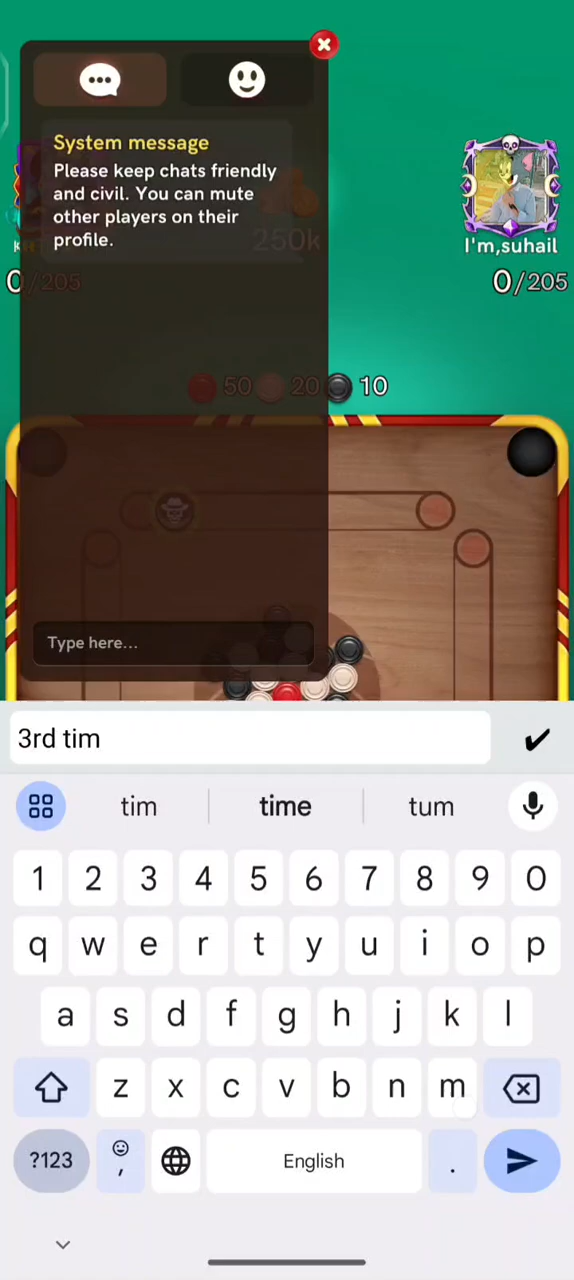 System message
Please keep chats friendly
and civil. You can mute
other players on their
profile.
250k
I'm,suhail
0/205
0/205
50 20 10
Type here...
3rd tim
tim time tum
1 2 3 4 5 6 7 8 9 0
q w e r t y u i o p
a s d f g h j k l
z x c v b n m
?123 , English .